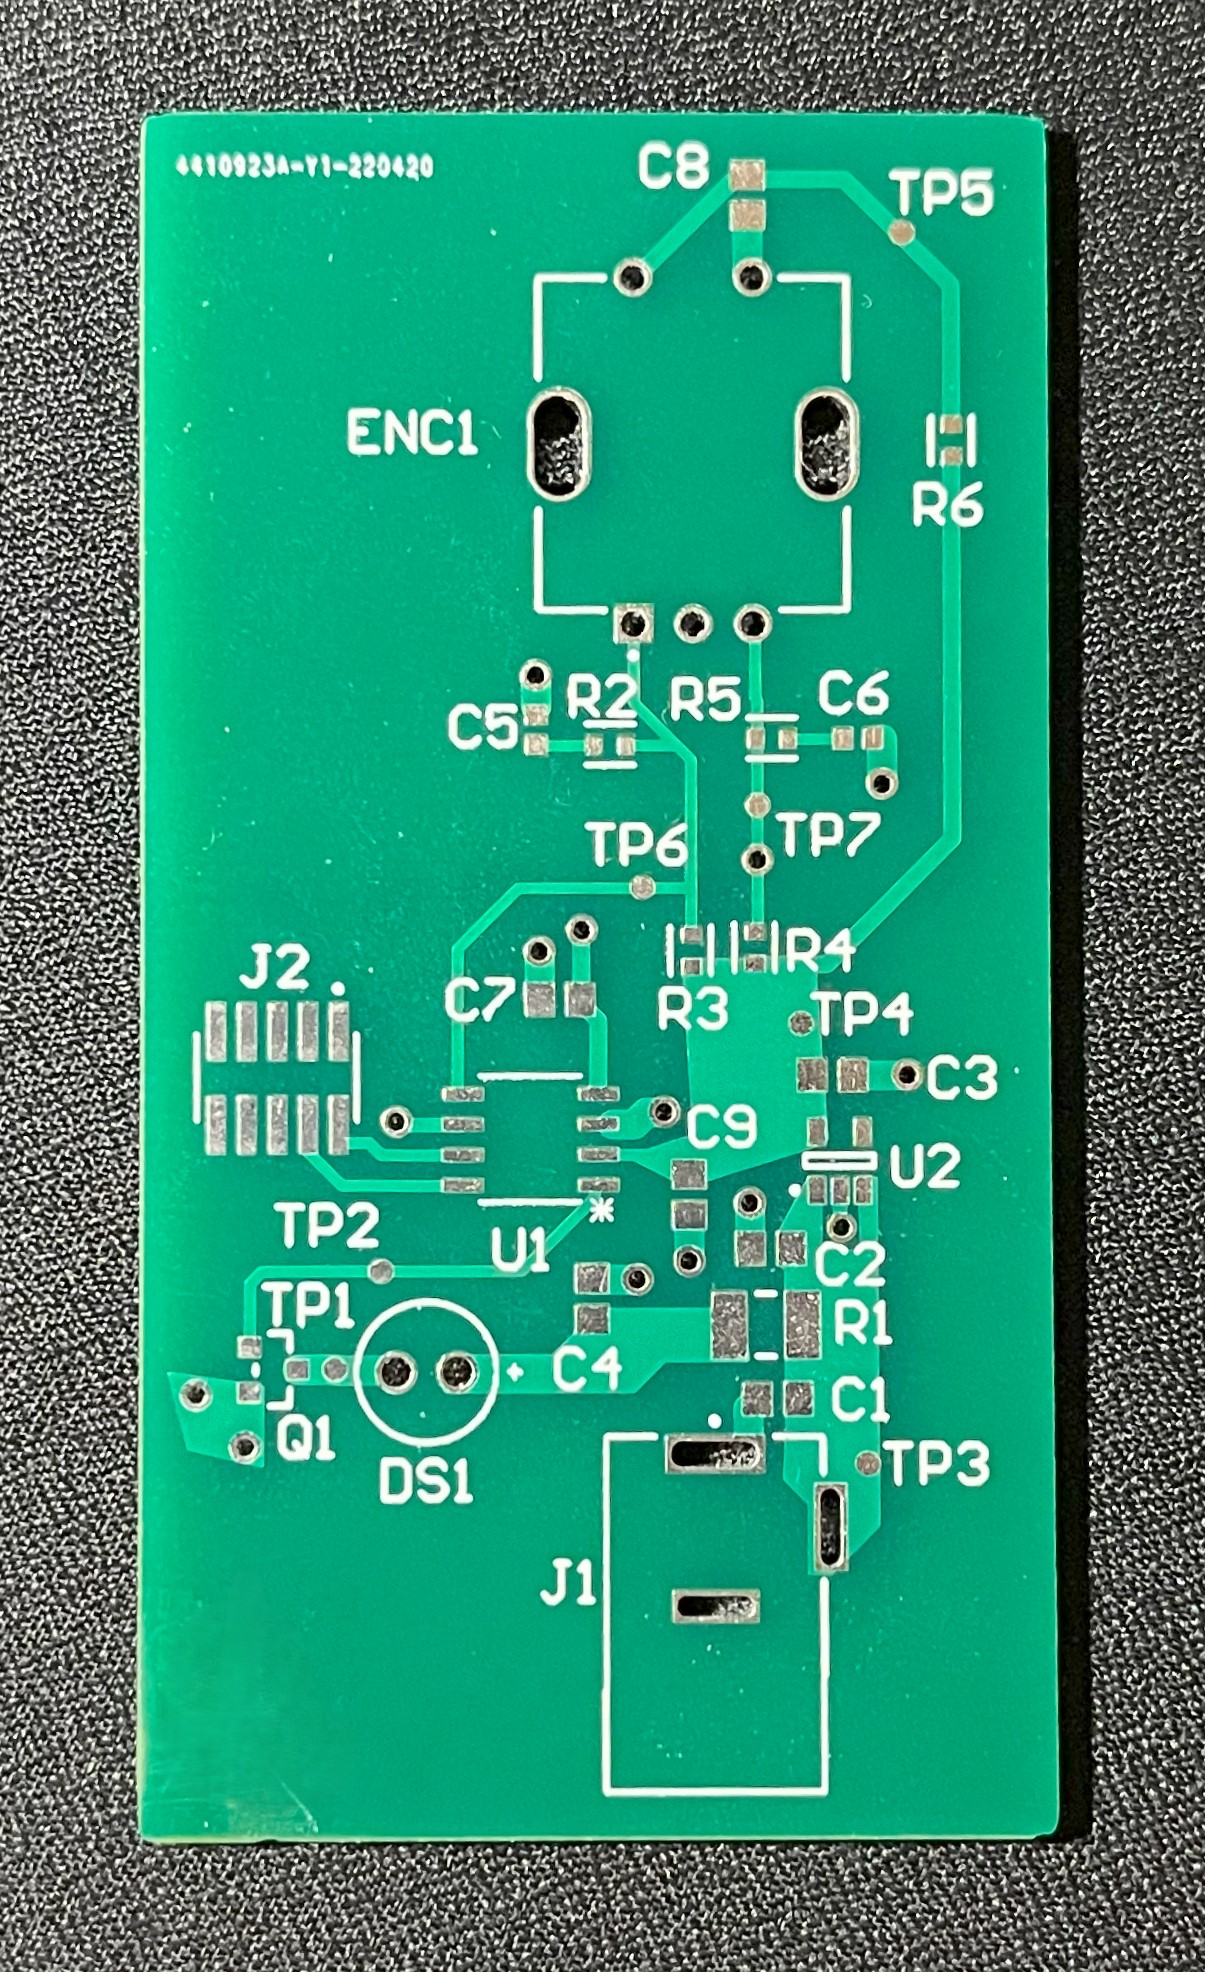 4410923A-Y1-220420
C8
TP5
ENC1
R6
R2
R5
C6
C5
TP6
TP7
J2
R4
C7
R3
TP4
C3
C9
U2
TP2
U1
C2
TP1
R1
+
C4
C1
Q1
DS1
TP3
J1